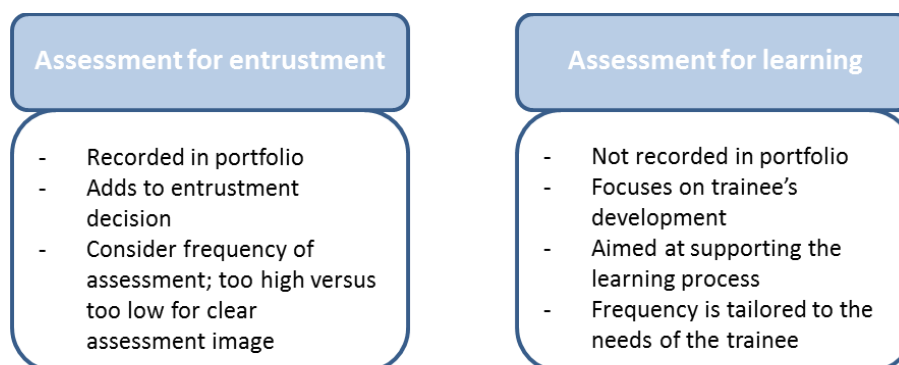 Assessment for entrustment
- Recorded in portfolio
- Adds to entrustment
decision
- Consider frequency of
assessment; too high versus
too low for clear
assessment image
Assessment for learning
- Not recorded in portfolio
- Focuses on trainee's
development
- Aimed at supporting the
learning process
- Frequency is tailored to the
needs of the trainee